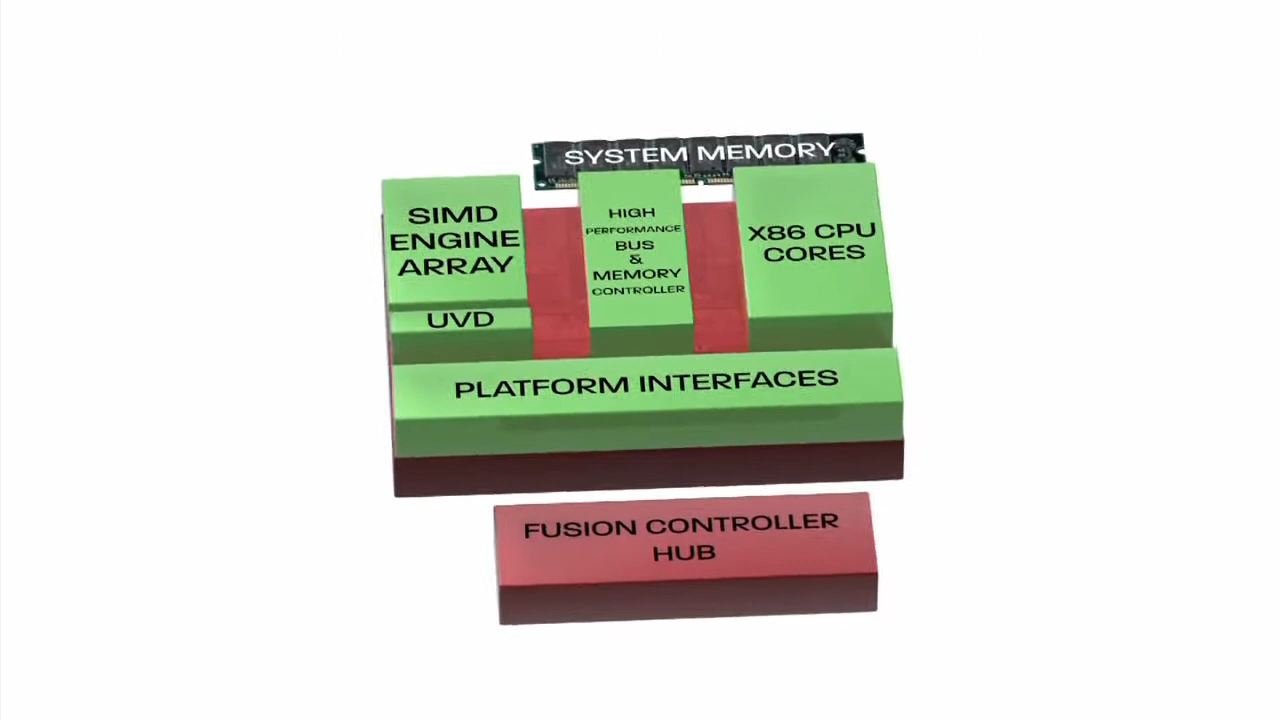 SYSTEM MEMORY
SIMD
ENGINE
ARRAY
UVD
HIGH
PERFORMANCE
BUS
&
MEMORY
CONTROLLER
X86 CPU
CORES
PLATFORM INTERFACES
FUSION CONTROLLER
HUB